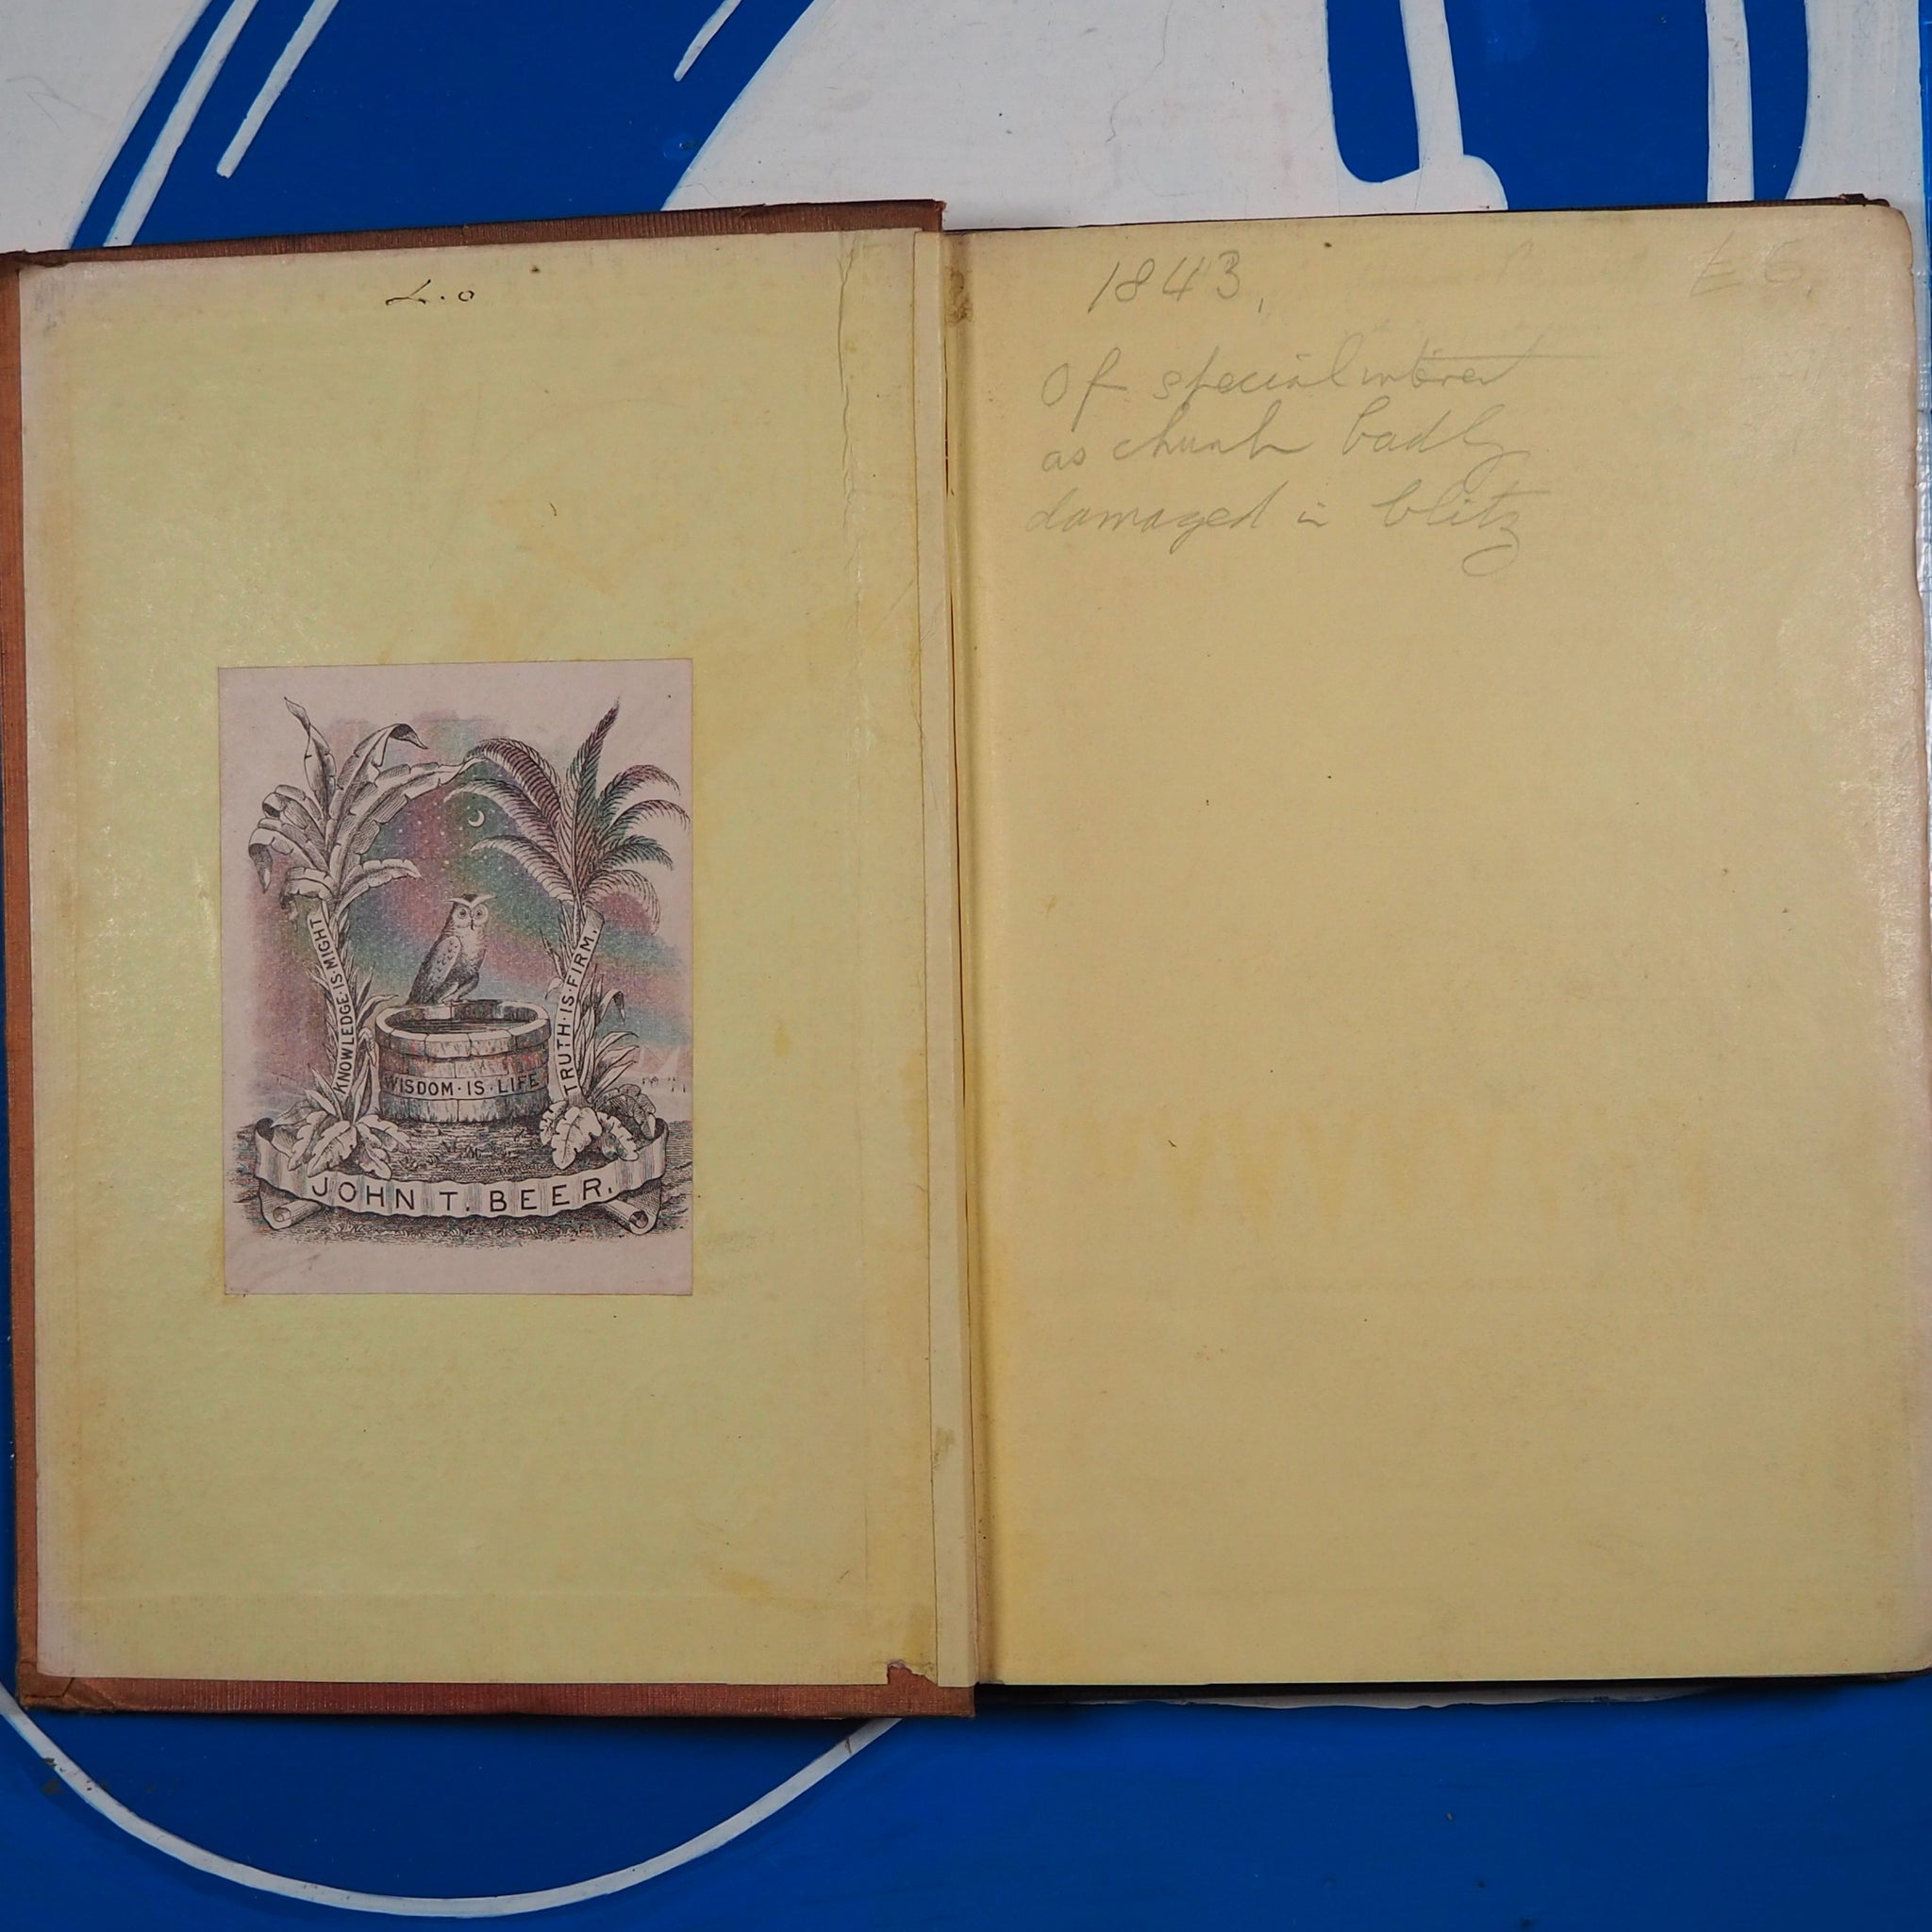 L.o
KNOWLEDGE·IS·MIGHT
TRUTH·IS·FIRM.
WISDOM·IS·LIFE
JOHN T. BEER.
1843,
Of special interest
as church badly
damaged in blitz